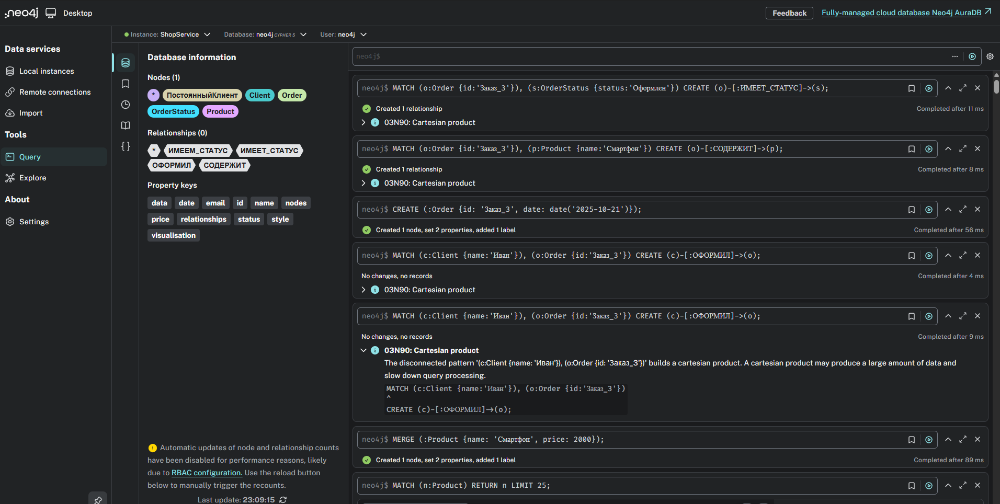 :neo4j Desktop
Feedback Fully-managed cloud database Neo4j AuraDB
Instance: ShopService Database: neo4j CYPHER 5 User: neo4j
Data services
Local instances
Remote connections
Import
Tools
Query
Explore
About
Settings
Database information
Nodes (1)
* ПостоянныйКлиент Client Order
OrderStatus Product
Relationships (0)
* ИМЕЕМ_СТАТУС ИМЕЕТ_СТАТУС
ОФОРМИЛ СОДЕРЖИТ
Property keys
data date email id name nodes
price relationships status style
visualisation
Automatic updates of node and relationship counts
have been disabled for performance reasons, likely
due to RBAC configuration. Use the reload button
below to manually trigger the recounts.
Last update: 23:09:15
neo4j$
neo4j$ MATCH (o:Order {id:'Заказ_3'}), (s:OrderStatus {status:'Оформлен'}) CREATE (o)-[:ИМЕЕТ_СТАТУС]->(s);
Created 1 relationship Completed after 11 ms
03N90: Cartesian product
neo4j$ MATCH (o:Order {id:'Заказ_3'}), (p:Product {name:'Смартфон'}) CREATE (o)-[:СОДЕРЖИТ]->(p);
Created 1 relationship Completed after 8 ms
03N90: Cartesian product
neo4j$ CREATE (:Order {id: 'Заказ_3', date: date('2025-10-21')});
Created 1 node, set 2 properties, added 1 label Completed after 56 ms
neo4j$ MATCH (c:Client {name:'Иван'}), (o:Order {id:'Заказ_3'}) CREATE (c)-[:ОФОРМИЛ]->(o);
No changes, no records Completed after 4 ms
03N90: Cartesian product
neo4j$ MATCH (c:Client {name:'Иван'}), (o:Order {id:'Заказ_3'}) CREATE (c)-[:ОФОРМИЛ]->(o);
No changes, no records Completed after 9 ms
03N90: Cartesian product
The disconnected pattern '(c:Client {name: 'Иван'}), (o:Order {id: 'Заказ_3'})' builds a cartesian product. A cartesian product may produce a large amount of data and
slow down query processing.
MATCH (c:Client {name:'Иван'}), (o:Order {id:'Заказ_3'})
^
CREATE (c)-[:ОФОРМИЛ]->(o);
neo4j$ MERGE (:Product {name: 'Смартфон', price: 2000});
Created 1 node, set 2 properties, added 1 label Completed after 89 ms
neo4j$ MATCH (n:Product) RETURN n LIMIT 25;